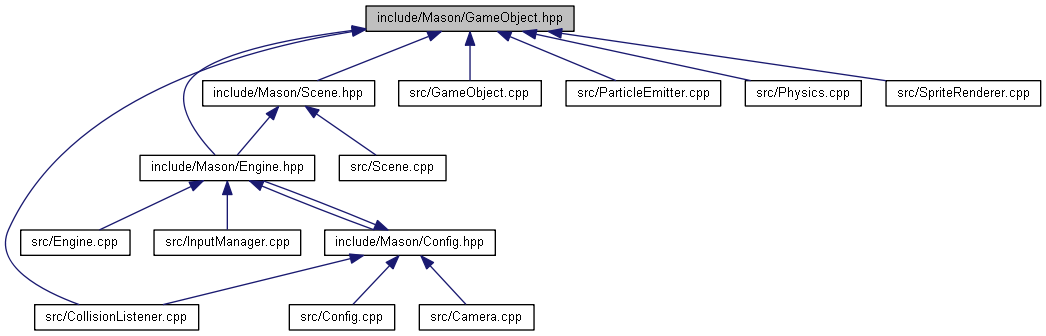 include/Mason/GameObject.hpp
include/Mason/Scene.hpp
src/GameObject.cpp
src/ParticleEmitter.cpp
src/Physics.cpp
src/SpriteRenderer.cpp
include/Mason/Engine.hpp
src/Scene.cpp
src/Engine.cpp
src/InputManager.cpp
include/Mason/Config.hpp
src/CollisionListener.cpp
src/Config.cpp
src/Camera.cpp